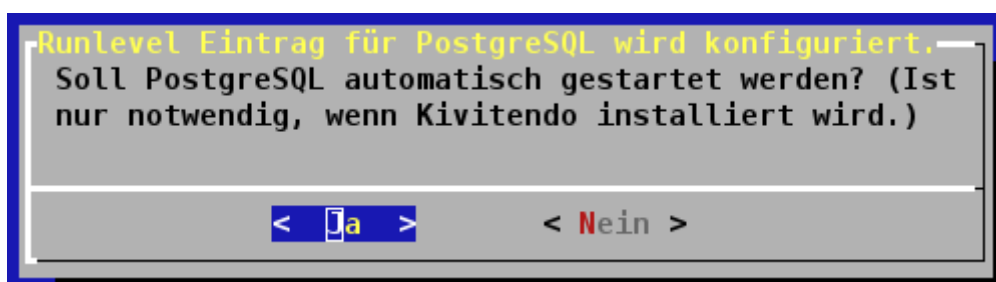 Runlevel Eintrag für PostgreSQL wird konfiguriert.
Soll PostgreSQL automatisch gestartet werden? (Ist
nur notwendig, wenn Kivitendo installiert wird.)
< Ja > < Nein >